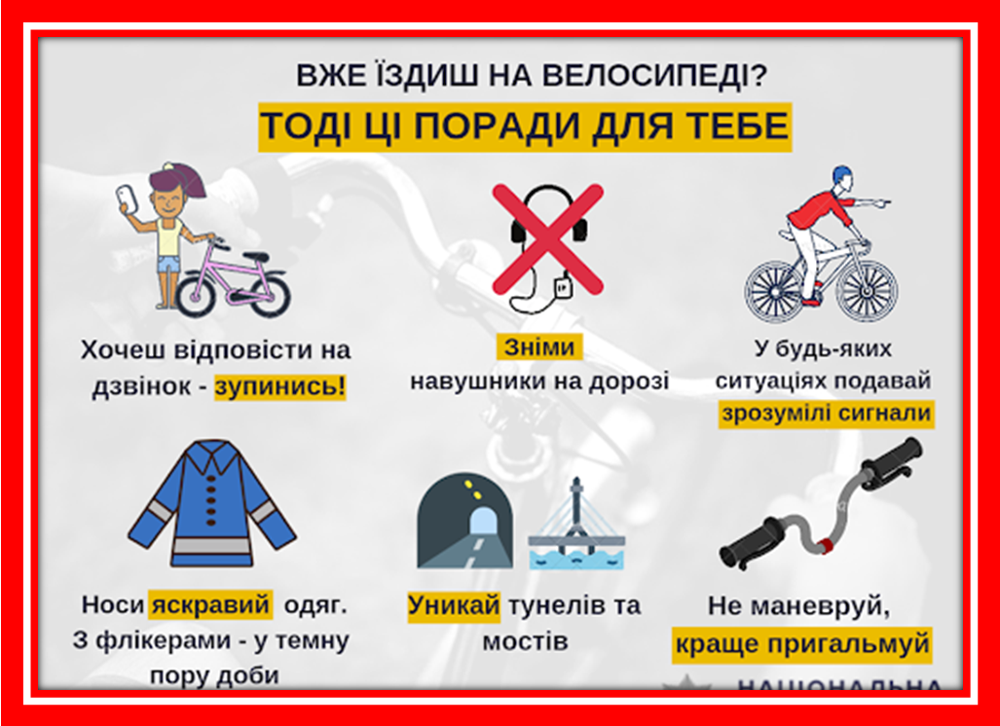 ВЖЕ ЇЗДИШ НА ВЕЛОСИПЕДІ?
ТОДІ ЦІ ПОРАДИ ДЛЯ ТЕБЕ
Хочеш відповісти на
дзвінок - зупинись!
Зніми
навушники на дорозі
У будь-яких
ситуаціях подавай
зрозумілі сигнали
Носи яскравий одяг.
З флікерами - у темну
пору доби
Уникай тунелів та
мостів
Не маневруй,
краще пригальмуй
НАЦІОНАЛЬНА